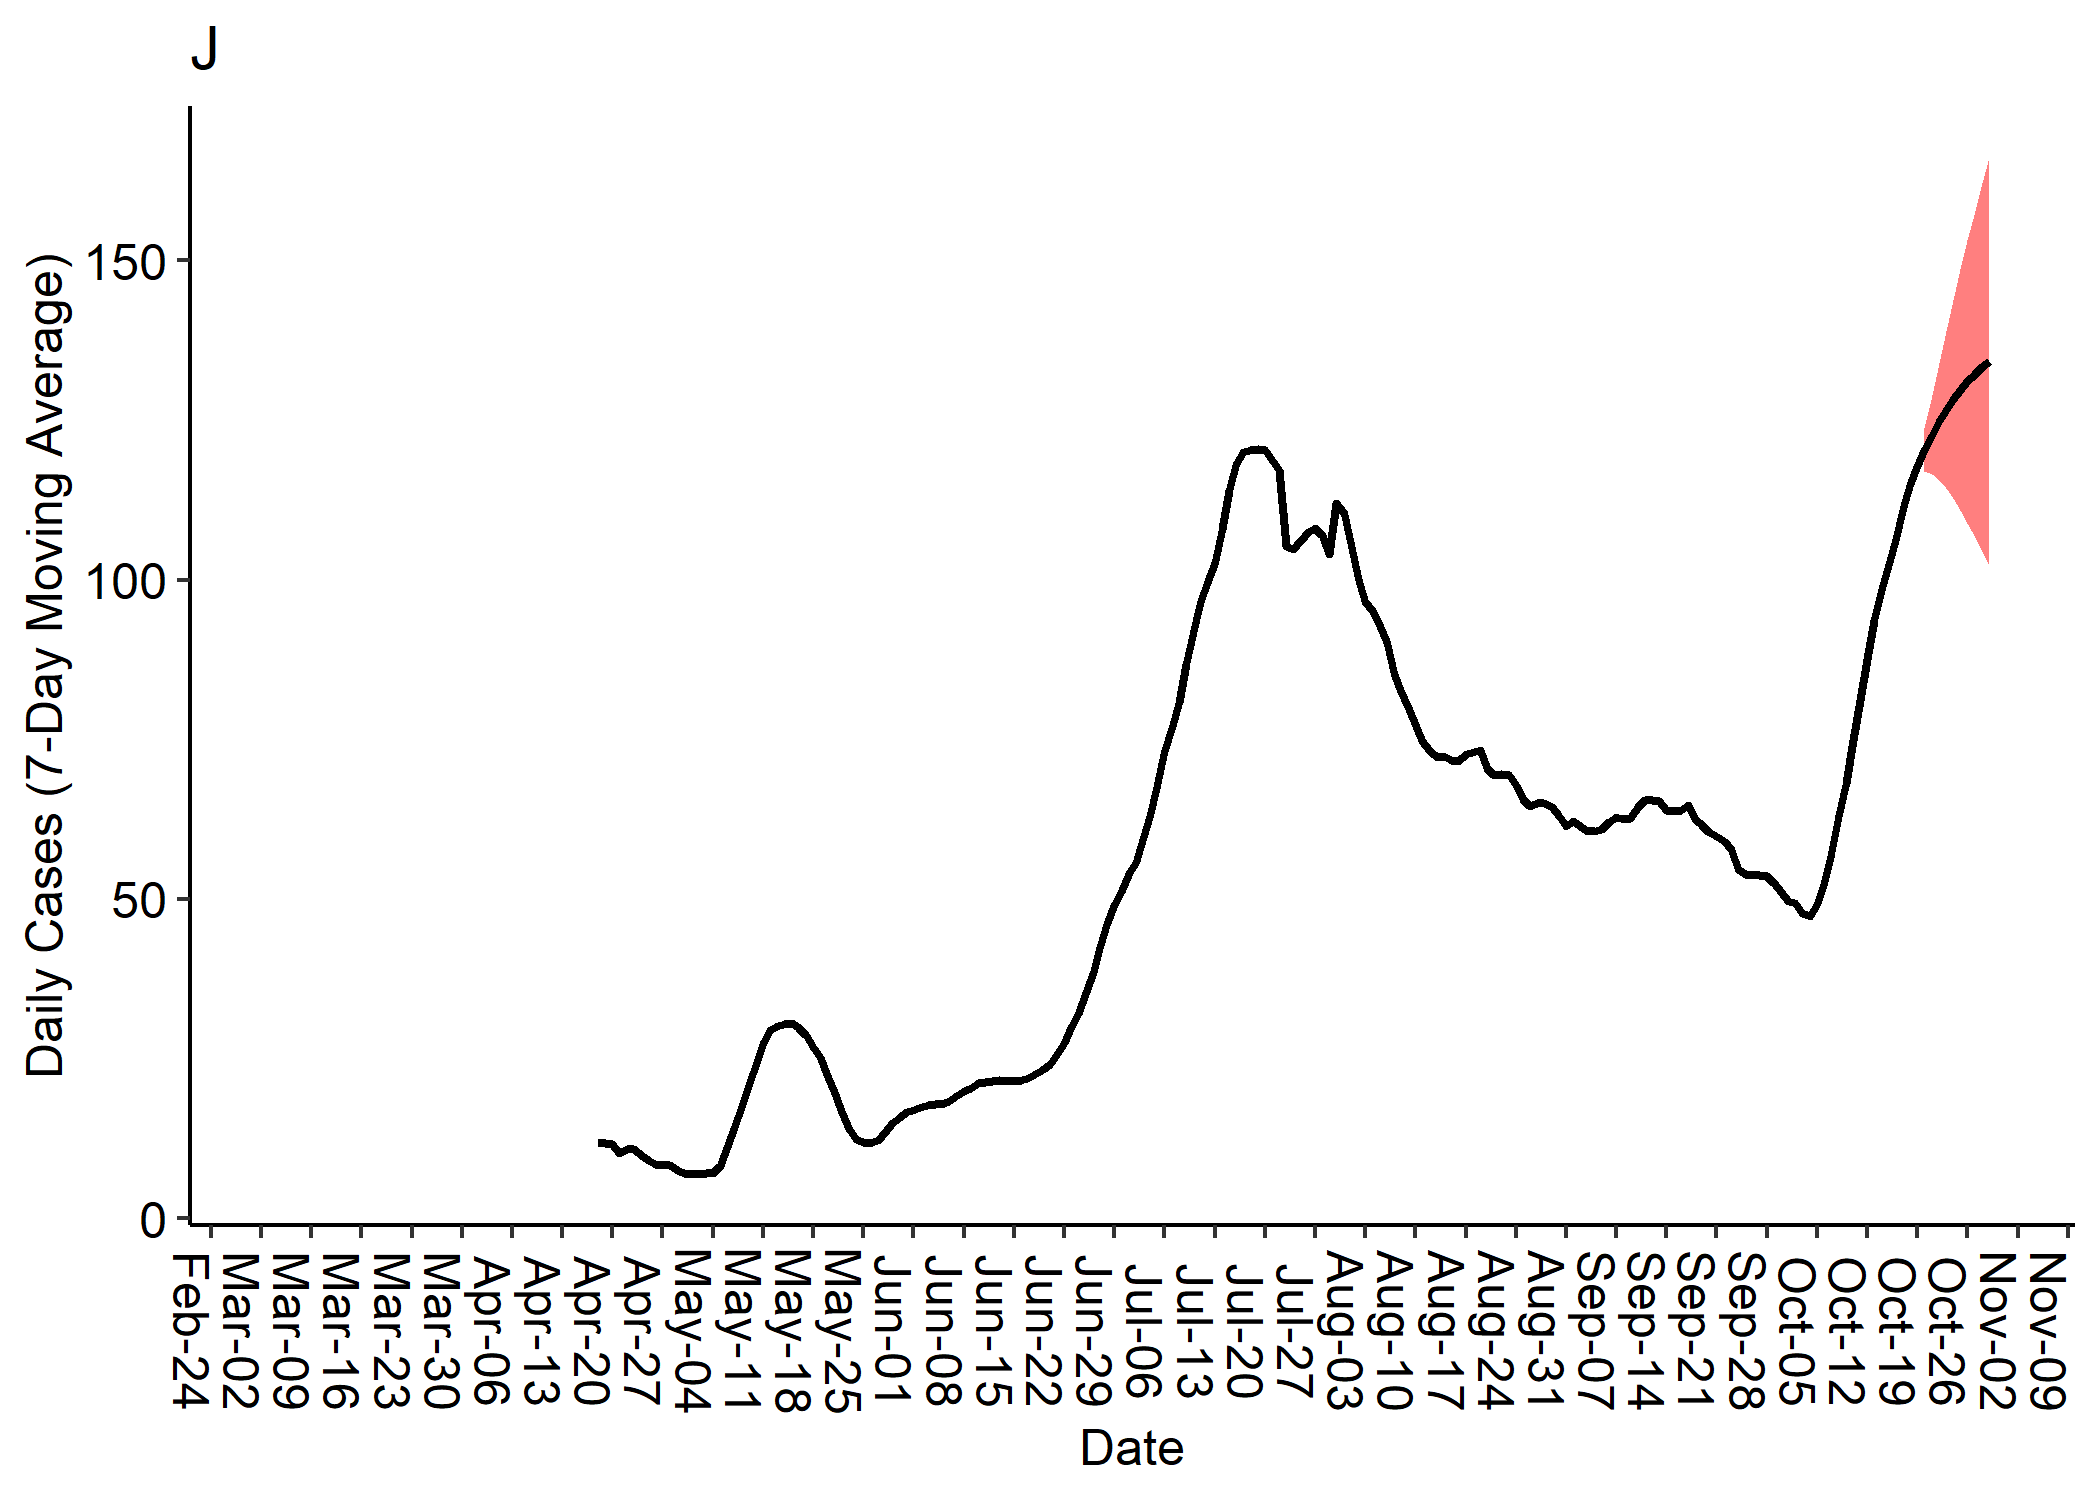 J
Daily Cases (7-Day Moving Average)
150
100
50
0
Feb-24
Mar-02
Mar-09
Mar-16
Mar-23
Mar-30
Apr-06
Apr-13
Apr-20
Apr-27
May-04
May-11
May-18
May-25
Jun-01
Jun-08
Jun-15
Jun-22
Jun-29
Jul-06
Jul-13
Jul-20
Jul-27
Aug-03
Aug-10
Aug-17
Aug-24
Aug-31
Sep-07
Sep-14
Sep-21
Sep-28
Oct-05
Oct-12
Oct-19
Oct-26
Nov-02
Nov-09
Date